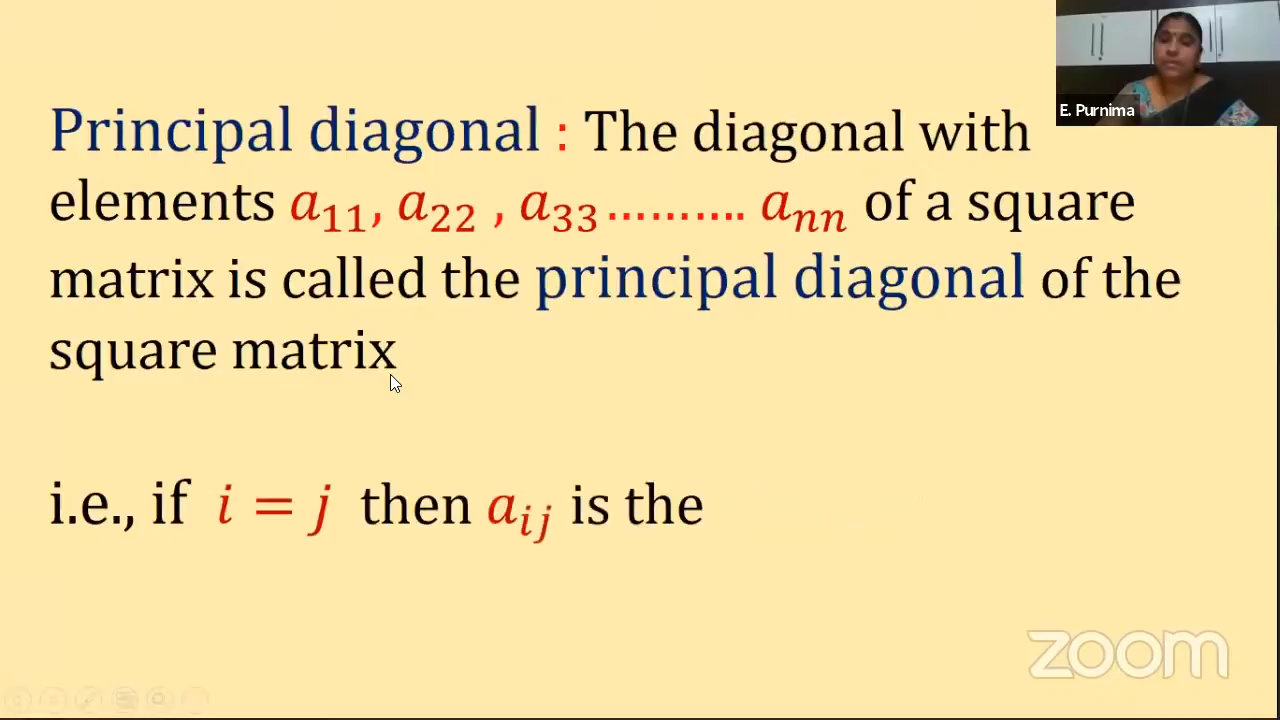 E. Purnima
Principal diagonal : The diagonal with
elements a₁₁, a₂₂ , a₃₃ .......... aₙₙ of a square
matrix is called the principal diagonal of the
square matrix
i.e., if i = j then aᵢⱼ is the
zoom